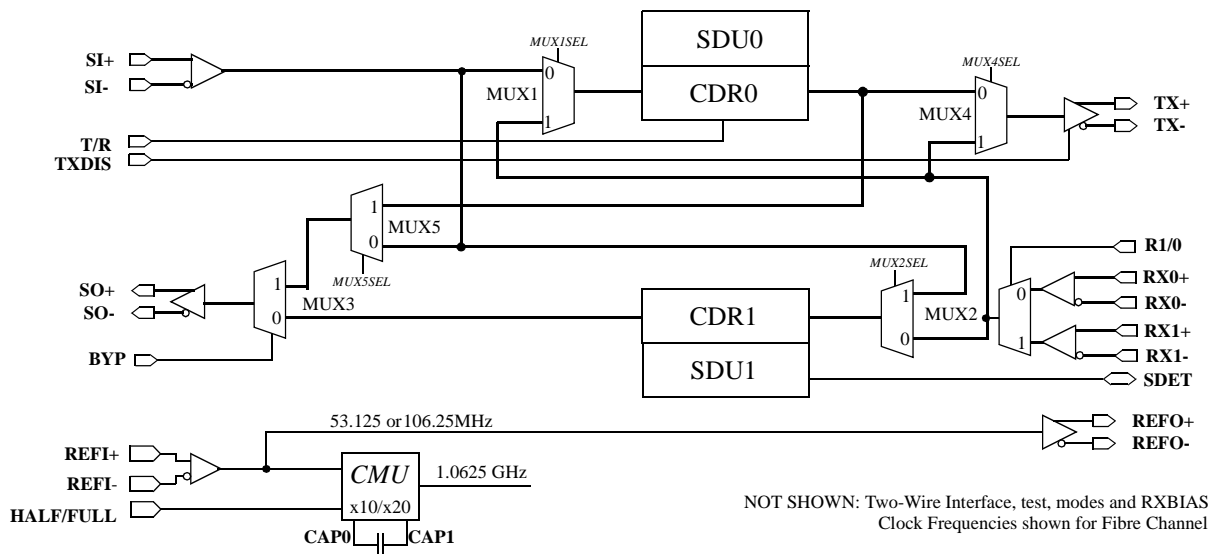 SI+
SI-
T/R
TXDIS
MUX1SEL
0
MUX1
1
SDU0
CDR0
MUX4SEL
0
MUX4
1
TX+
TX-
1
MUX5
0
MUX5SEL
SO+
SO-
1
MUX3
0
BYP
CDR1
SDU1
MUX2SEL
1
MUX2
0
0
1
R1/0
RX0+
RX0-
RX1+
RX1-
SDET
53.125 or 106.25MHz
REFI+
REFI-
HALF/FULL
CMU
x10/x20
1.0625 GHz
CAP0
CAP1
REFO+
REFO-
NOT SHOWN: Two-Wire Interface, test, modes and RXBIAS
Clock Frequencies shown for Fibre Channel